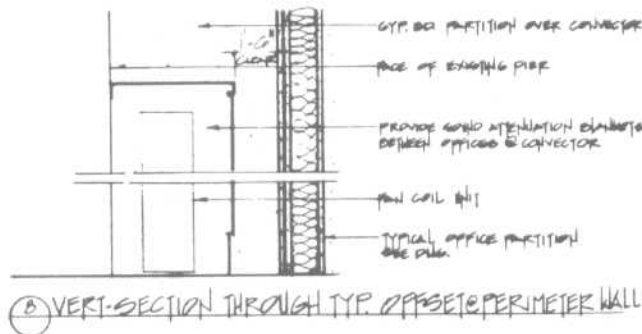 GYP. BD. PARTITION OVER CONVECTOR
1'-6"
CLEAR
FACE OF EXISTING PIER
PROVIDE SOUND ATTENUATION BLANKETS
BETWEEN OFFICES @ CONVECTOR
FAN COIL UNIT
TYPICAL OFFICE PARTITION
SEE DWG.
B VERT. SECTION THROUGH TYP. OFFSET @ PERIMETER WALL